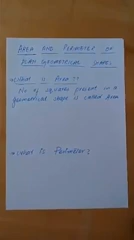 AREA AND PERIMETER OF
PLAN GEOMETRICAL SHAPE.
What is Area ??
No of squares present in a
geometrical shape is called Area
What is Perimeter?